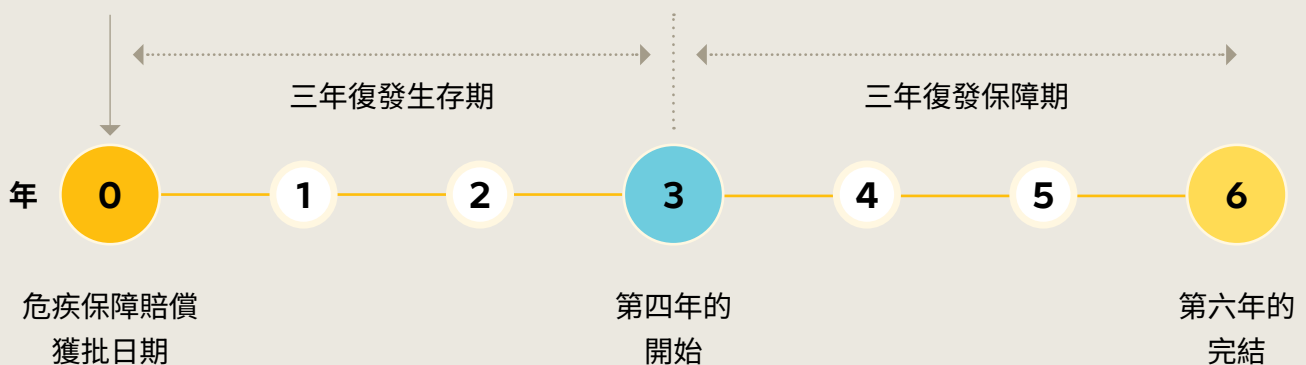 三年復發生存期
三年復發保障期
年 0 1 2 3 4 5 6
危疾保障賠償
獲批日期
第四年的
開始
第六年的
完結